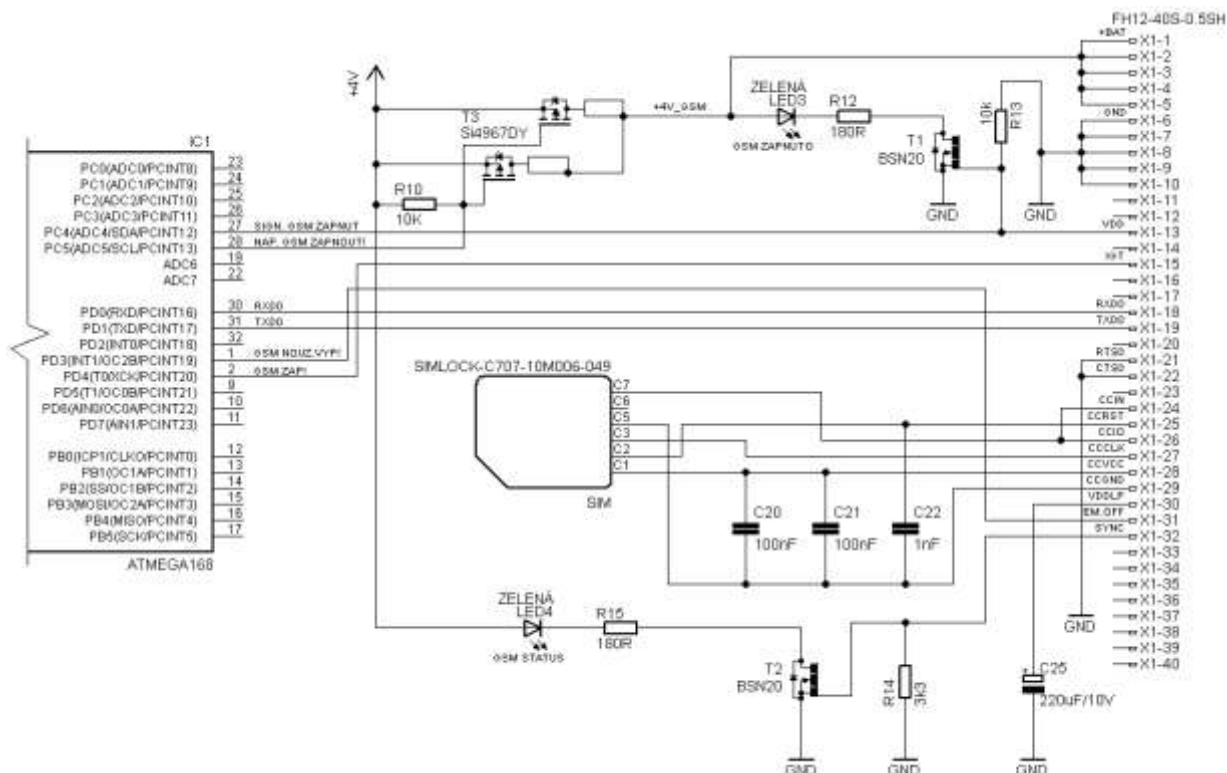 FH12-40S-0.5SH
+BAT
X1-1
X1-2
X1-3
X1-4
X1-5
GND
X1-6
X1-7
X1-8
X1-9
X1-10
X1-11
X1-12
VDD
X1-13
X1-14
IGT
X1-15
X1-16
X1-17
RXD0
X1-18
TXD0
X1-19
X1-20
RTS0
X1-21
CTS0
X1-22
X1-23
CCIN
X1-24
CCRST
X1-25
CCIO
X1-26
CCCLK
X1-27
CCVCC
X1-28
CCGND
X1-29
VDDLP
X1-30
EM.OFF
X1-31
SYNC
X1-32
X1-33
X1-34
X1-35
X1-36
X1-37
X1-38
X1-39
X1-40
+4V
T3
Si4967DY
+4V_GSM
ZELENÁ
LED3
GSM ZAPNUTO
R12
180R
T1
BSN20
GND
10k
R13
GND
R10
10K
IC1
PC0(ADC0/PCINT8) 23
PC1(ADC1/PCINT9) 24
PC2(ADC2/PCINT10) 25
PC3(ADC3/PCINT11) 26
PC4(ADC4/SDA/PCINT12) 27 SIGN. GSM ZAPNUT
PC5(ADC5/SCL/PCINT13) 28 NAP. GSM ZAPNOUT!
ADC6 19
ADC7 22
PD0(RXD/PCINT16) 30 RXD0
PD1(TXD/PCINT17) 31 TXD0
PD2(INT0/PCINT18) 32
PD3(INT1/OC2B/PCINT19) 1 GSM NOUZ.VYP!
PD4(T0/XCK/PCINT20) 2 GSM ZAP!
PD5(T1/OC0B/PCINT21) 9
PD6(AIN0/OC0A/PCINT22) 10
PD7(AIN1/PCINT23) 11
PB0(ICP1/CLKO/PCINT0) 12
PB1(OC1A/PCINT1) 13
PB2(SS/OC1B/PCINT2) 14
PB3(MOSI/OC2A/PCINT3) 15
PB4(MISO/PCINT4) 16
PB5(SCK/PCINT5) 17
ATMEGA168
SIMLOCK-C707-10M006-049
C7
C6
C5
C3
C2
C1
SIM
C20
100nF
C21
100nF
C22
1nF
ZELENÁ
LED4
GSM STATUS
R15
180R
T2
BSN20
GND
R14
3k3
GND
GND
+
C25
220uF/10V
GND